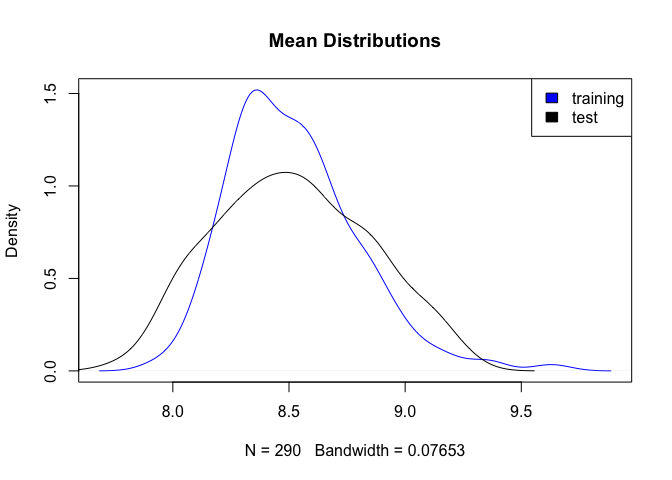 Mean Distributions
training
test
Density
0.0
0.5
1.0
1.5
8.0
8.5
9.0
9.5
N = 290 Bandwidth = 0.07653